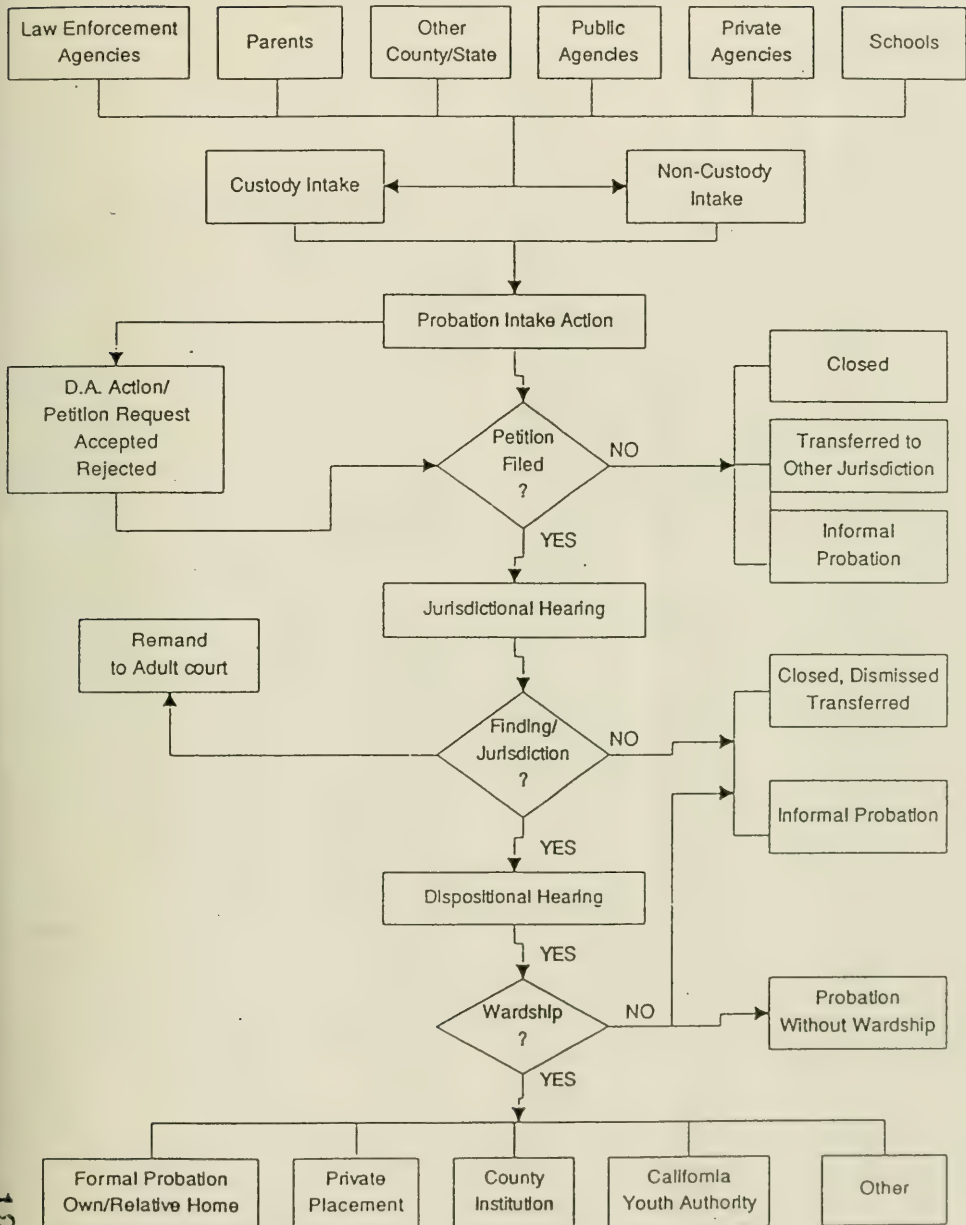 Law Enforcement
Agencies
Parents
Other
County/State
Public
Agencies
Private
Agencies
Schools
Custody Intake
Non-Custody
Intake
Probation Intake Action
D.A. Action/
Petition Request
Accepted
Rejected
Petition
Filed
?
NO
Closed
Transferred to
Other Jurisdiction
Informal
Probation
YES
Jurisdictional Hearing
Remand
to Adult court
Finding/
Jurisdiction
?
NO
Closed, Dismissed
Transferred
Informal Probation
YES
Dispositional Hearing
YES
Wardship
?
NO
Probation
Without Wardship
YES
Formal Probation
Own/Relative Home
Private
Placement
County
Institution
California
Youth Authority
Other